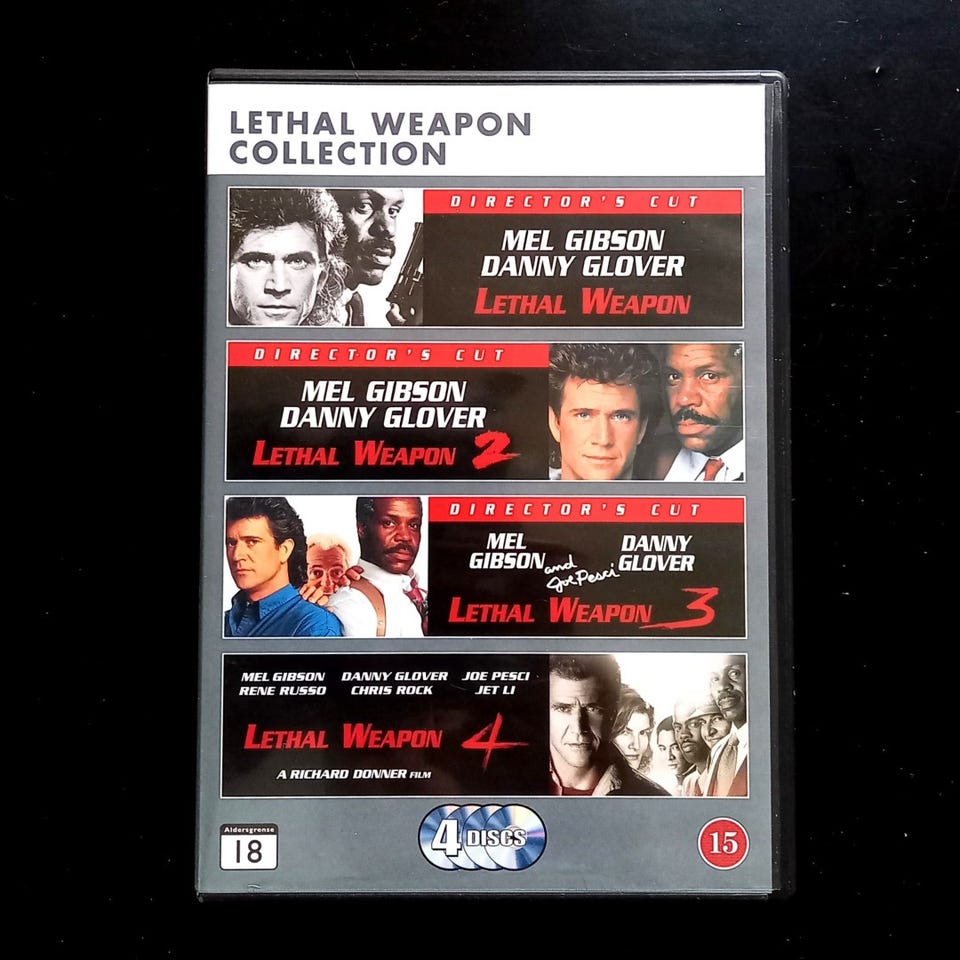 LETHAL WEAPON
COLLECTION
DIRECTOR'S CUT
MEL GIBSON
DANNY GLOVER
LETHAL WEAPON
DIRECTOR'S CUT
MEL GIBSON
DANNY GLOVER
LETHAL WEAPON 2
DIRECTOR'S CUT
MEL GIBSON and Joe Pesci DANNY GLOVER
LETHAL WEAPON 3
MEL GIBSON DANNY GLOVER JOE PESCI
RENE RUSSO CHRIS ROCK JET LI
LETHAL WEAPON 4
A RICHARD DONNER FILM
Aldersgrense
18
4 DISCS
15